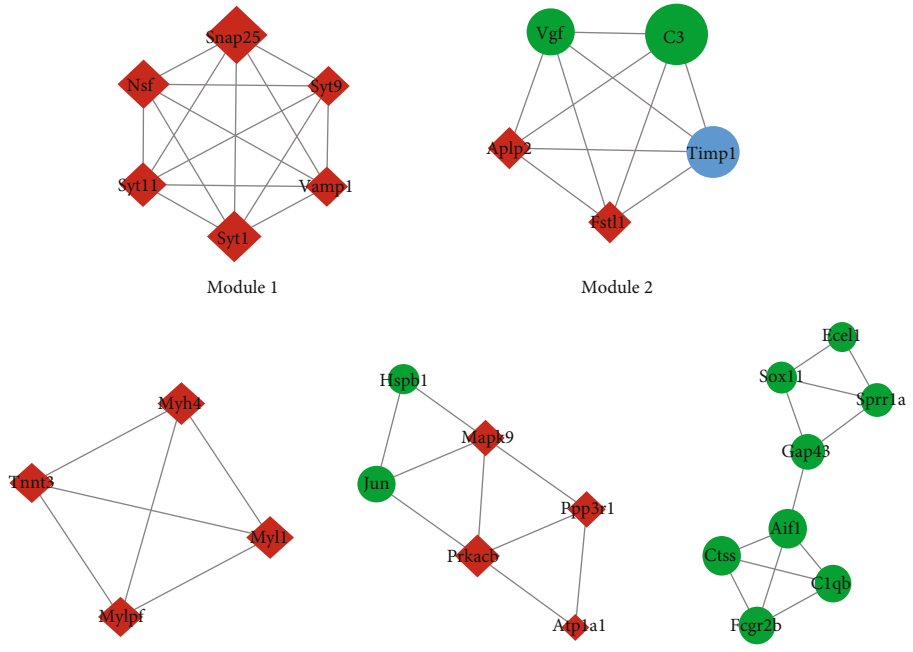 Snap25
Nsf
Syt9
Syt11
Vamp1
Syt1
Module 1
Vgf
C3
Aplp2
Timp1
Fstl1
Module 2
Myh4
Tnnt3
Myl1
Mylpf
Hspb1
Mapk9
Jun
Ppp3r1
Prkacb
Atp1a1
Ecel1
Sox11
Sprr1a
Gap43
Aif1
Ctss
C1qb
Fcgr2b